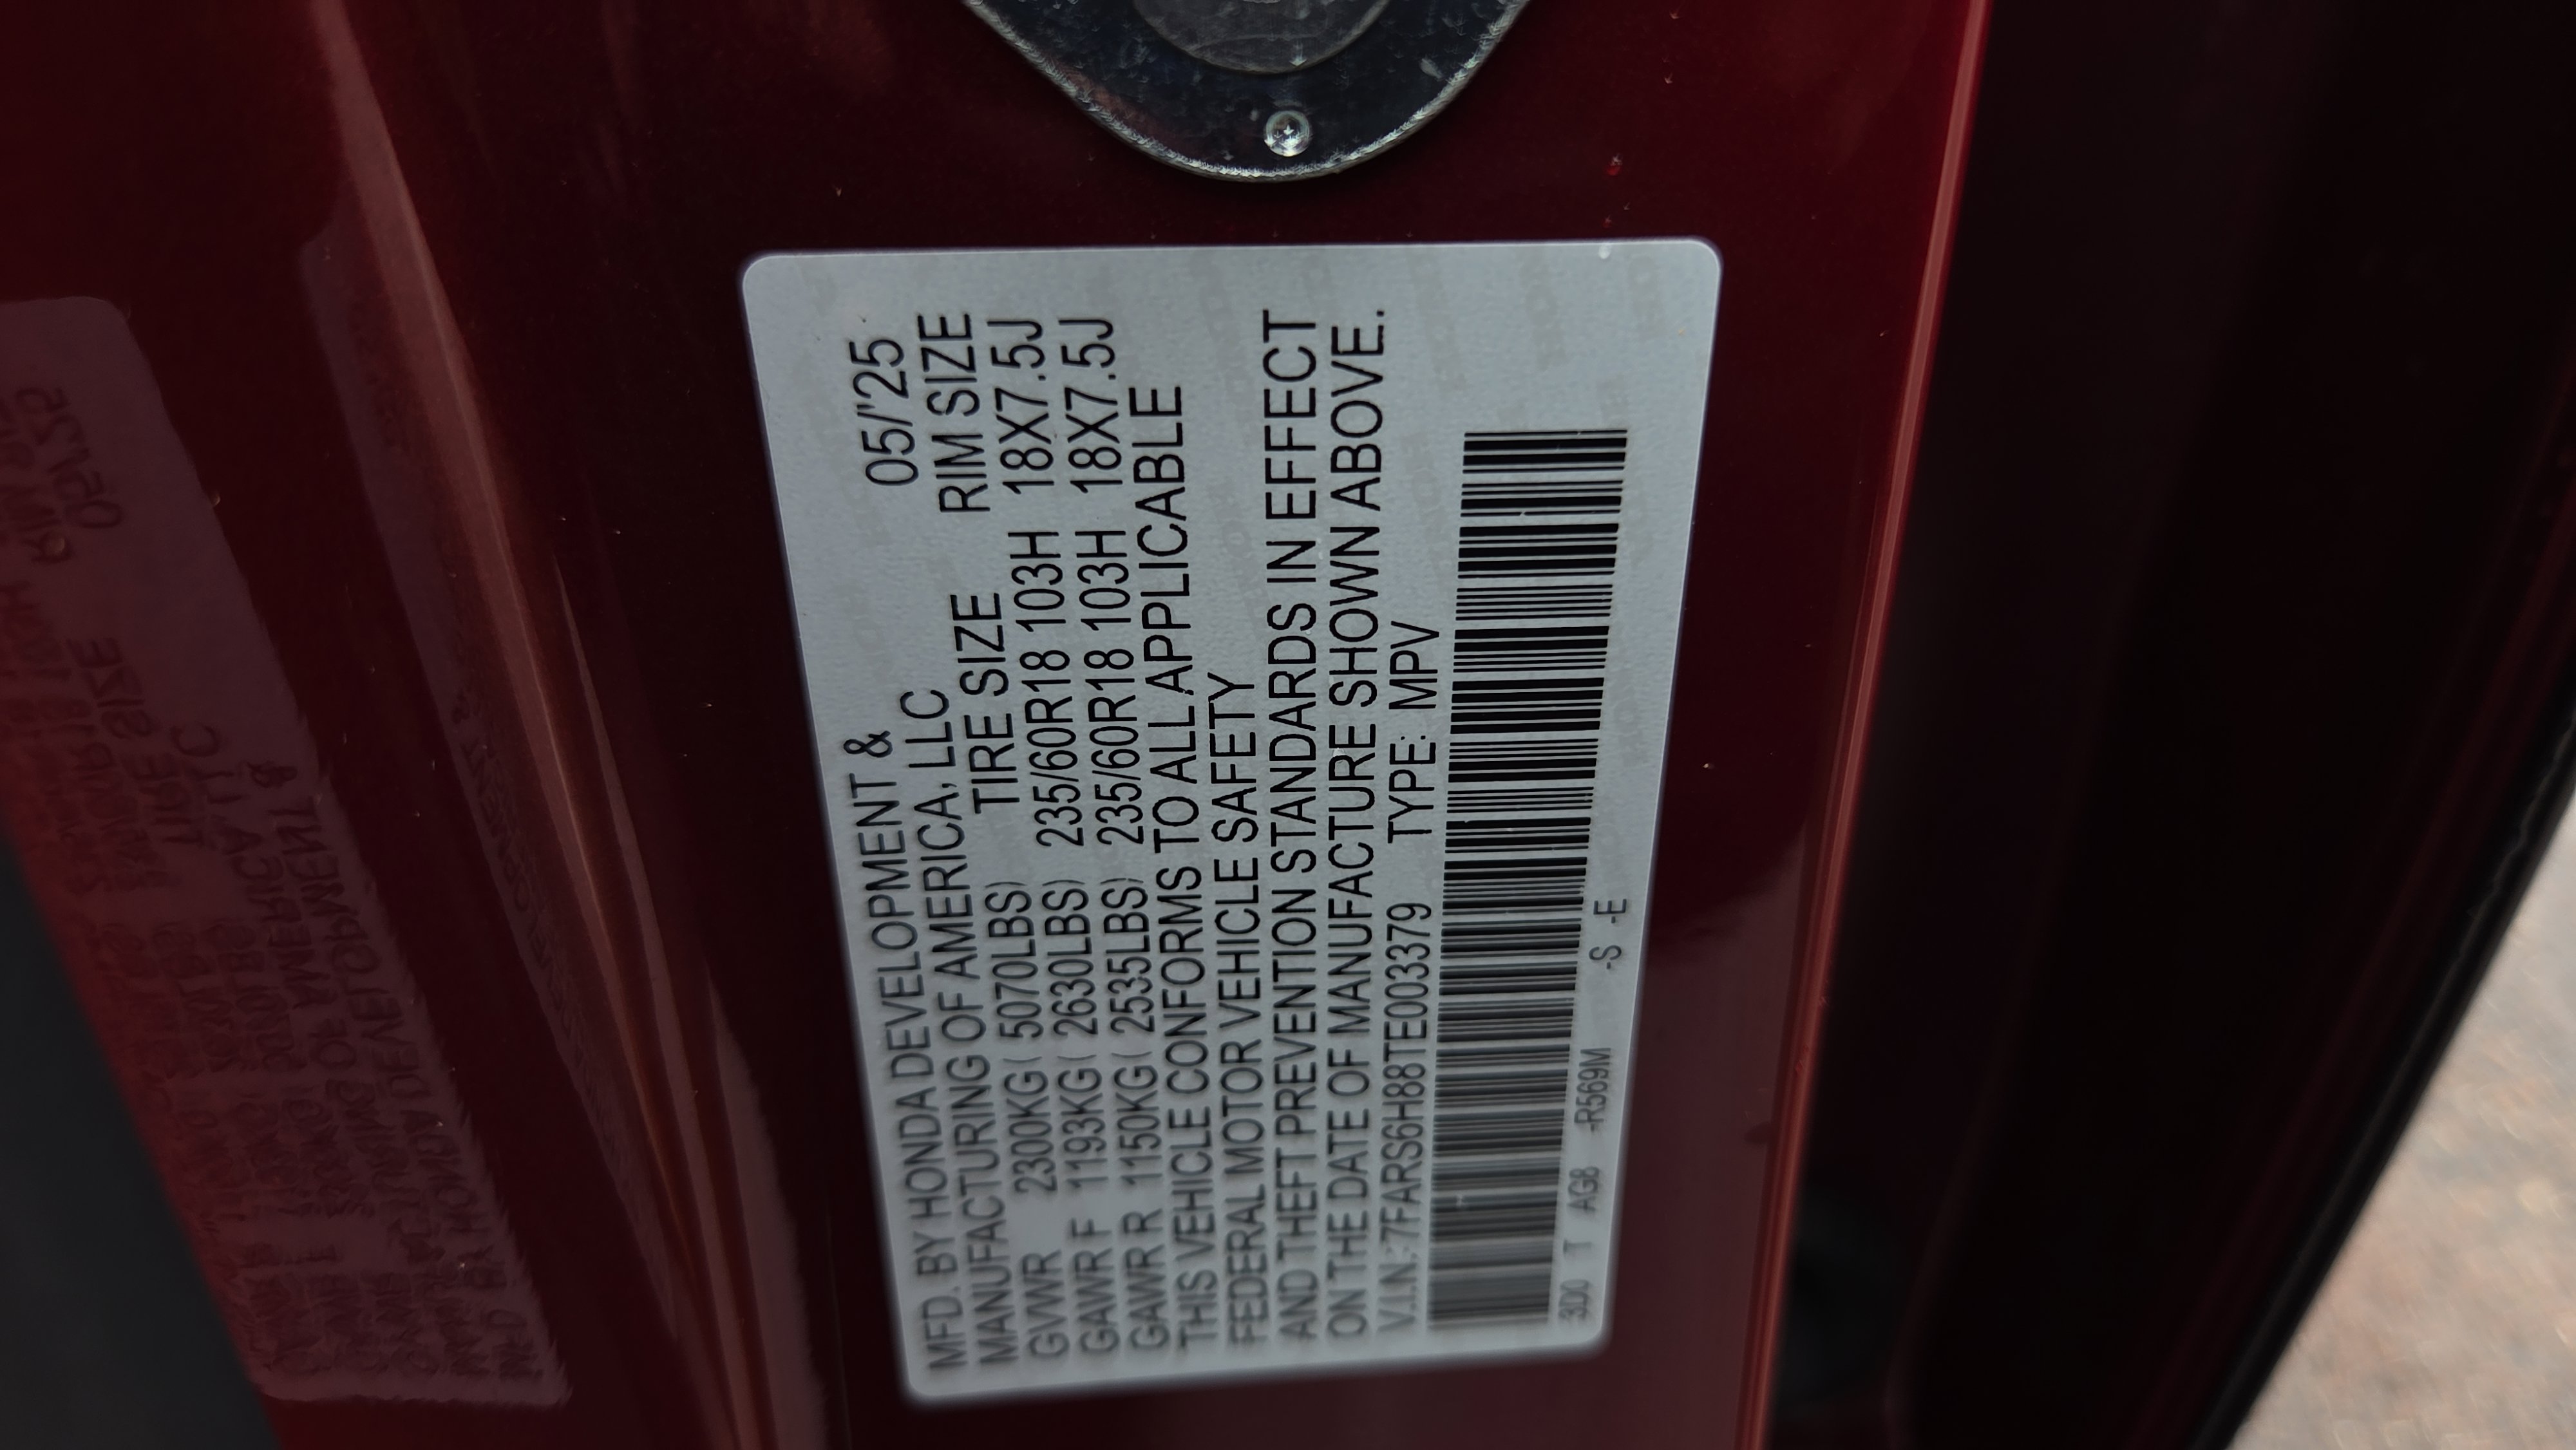 MFD. BY HONDA DEVELOPMENT & 05/'25
MANUFACTURING OF AMERICA, LLC RIM SIZE
TIRE SIZE
GVWR 2300KG ( 5070LBS) 235/60R18 103H 18X7.5J
GAWR F 1193KG ( 2630LBS) 235/60R18 103H 18X7.5J
GAWR R 1150KG ( 2535LBS)
THIS VEHICLE CONFORMS TO ALL APPLICABLE
FEDERAL MOTOR VEHICLE SAFETY
AND THEFT PREVENTION STANDARDS IN EFFECT
ON THE DATE OF MANUFACTURE SHOWN ABOVE.
V.I.N.: 7FARS6H88TE003379 TYPE: MPV
3D0 T AG8 -R569M -S -E